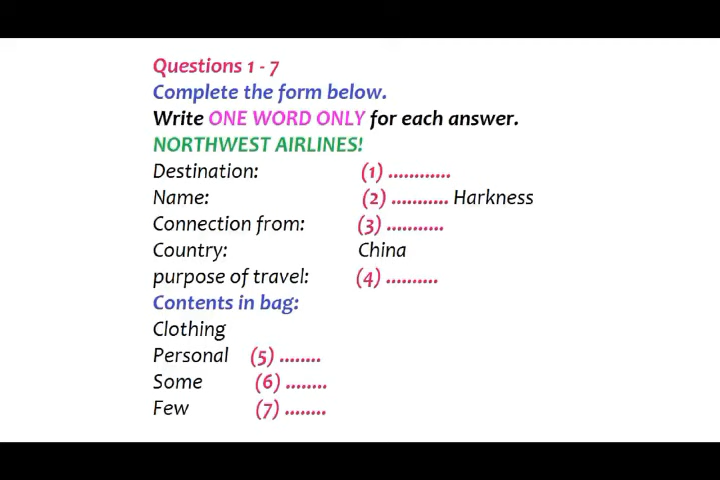 Questions 1 - 7
Complete the form below.
Write ONE WORD ONLY for each answer.
NORTHWEST AIRLINES!
Destination: (1) ............
Name: (2) ........... Harkness
Connection from: (3) ...........
Country: China
purpose of travel: (4) ..........
Contents in bag:
Clothing
Personal (5) ........
Some (6) ........
Few (7) ........